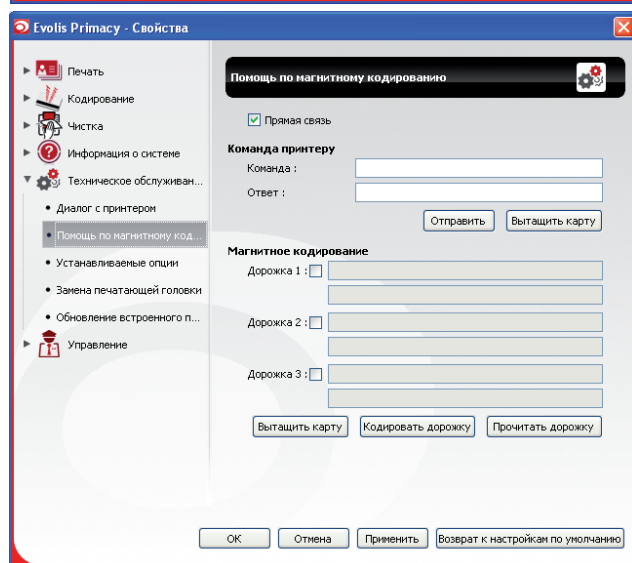 Evolis Primacy - Свойства
Печать
Кодирование
Чистка
Информация о системе
Техническое обслуживан...
Диалог с принтером
Помощь по магнитному код...
Устанавливаемые опции
Замена печатающей головки
Обновление встроенного п...
Управление
Помощь по магнитному кодированию
Прямая связь
Команда принтеру
Команда :
Ответ :
Отправить Вытащить карту
Магнитное кодирование
Дорожка 1 :
Дорожка 2 :
Дорожка 3 :
Вытащить карту Кодировать дорожку Прочитать дорожку
OK Отмена Применить Возврат к настройкам по умолчанию